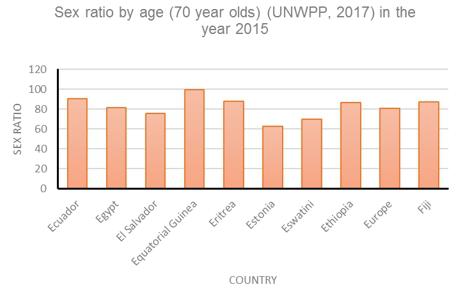 Sex ratio by age (70 year olds) (UNWPP, 2017) in the
year 2015
120
100
80
60
40
20
0
SEX RATIO
Ecuador
Egypt
El Salvador
Equatorial Guinea
Eritrea
Estonia
Eswatini
Ethiopia
Europe
Fiji
COUNTRY